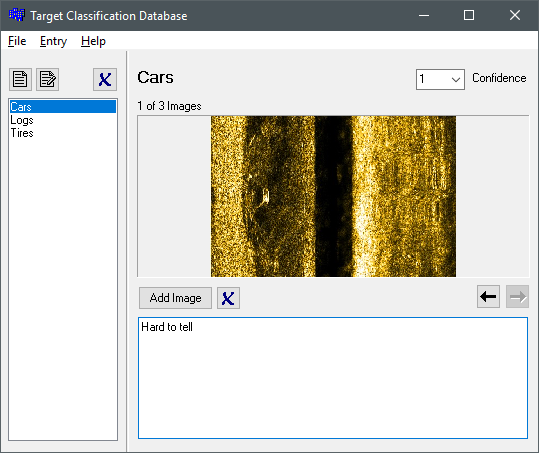 Target Classification Database
File Entry Help
Cars
1 Confidence
1 of 3 Images
Cars
Logs
Tires
Add Image
Hard to tell